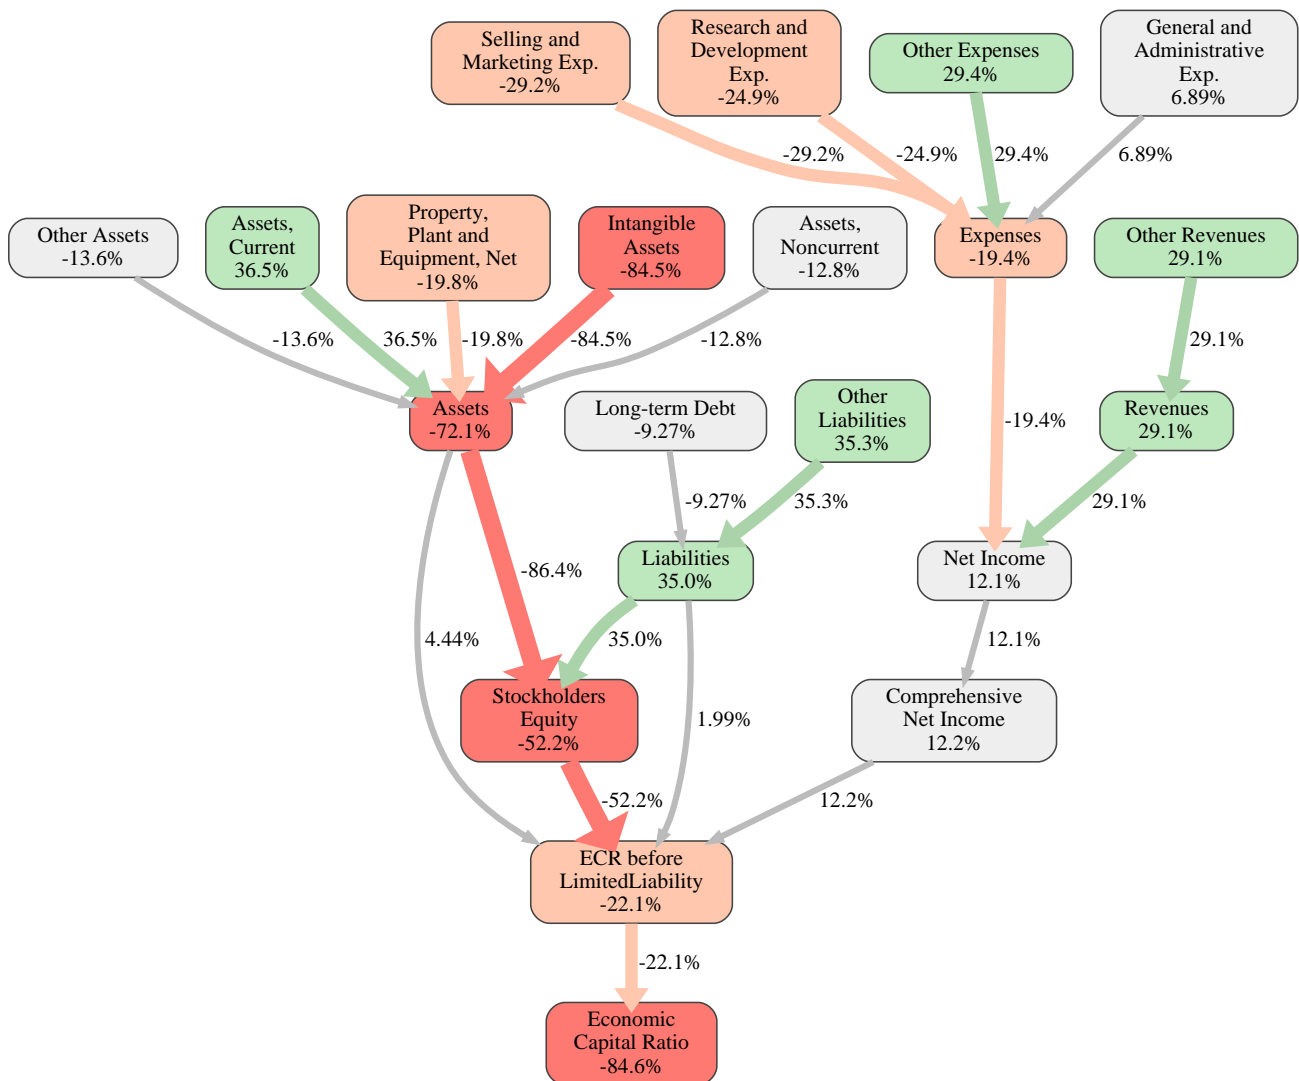 Selling and
Marketing Exp.
-29.2%
Research and
Development
Exp.
-24.9%
Other Expenses
29.4%
General and
Administrative
Exp.
6.89%
-29.2%
-24.9%
29.4%
6.89%
Other Assets
-13.6%
Assets,
Current
36.5%
Property,
Plant and
Equipment, Net
-19.8%
Intangible
Assets
-84.5%
Assets,
Noncurrent
-12.8%
Expenses
-19.4%
Other Revenues
29.1%
-13.6%
36.5%
-19.8%
-84.5%
-12.8%
29.1%
Assets
-72.1%
Long-term Debt
-9.27%
Other
Liabilities
35.3%
-19.4%
Revenues
29.1%
-9.27%
35.3%
29.1%
Liabilities
35.0%
Net Income
12.1%
-86.4%
4.44%
35.0%
12.1%
Stockholders
Equity
-52.2%
1.99%
Comprehensive
Net Income
12.2%
-52.2%
12.2%
ECR before
LimitedLiability
-22.1%
-22.1%
Economic
Capital Ratio
-84.6%